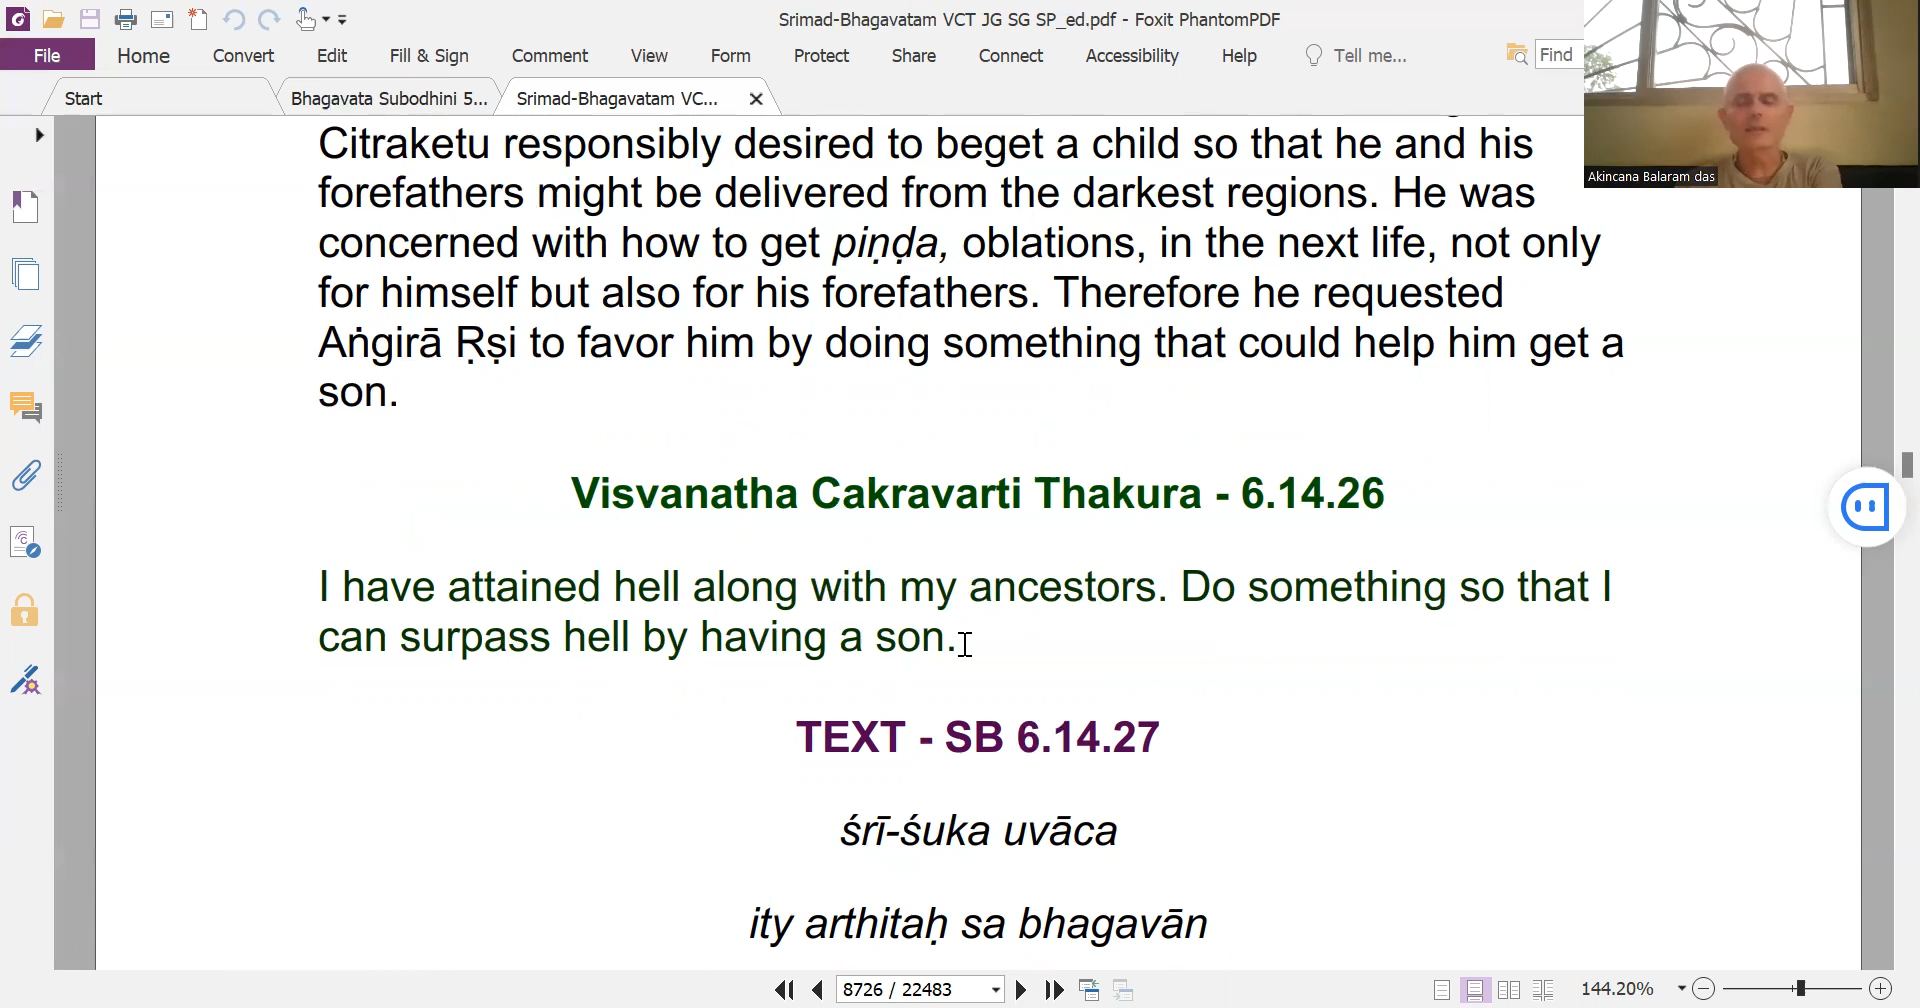 Srimad-Bhagavatam VCT JG SG SP_ed.pdf - Foxit PhantomPDF
File Home Convert Edit Fill & Sign Comment View Form Protect Share Connect Accessibility Help Tell me... Find
Start Bhagavata Subodhini 5... Srimad-Bhagavatam VC...
Akincana Balaram das
Citraketu responsibly desired to beget a child so that he and his
forefathers might be delivered from the darkest regions. He was
concerned with how to get piṇḍa, oblations, in the next life, not only
for himself but also for his forefathers. Therefore he requested
Aṅgirā Ṛṣi to favor him by doing something that could help him get a
son.
Visvanatha Cakravarti Thakura - 6.14.26
I have attained hell along with my ancestors. Do something so that I
can surpass hell by having a son.
TEXT - SB 6.14.27
śrī-śuka uvāca
ity arthitaḥ sa bhagavān
8726 / 22483
144.20%